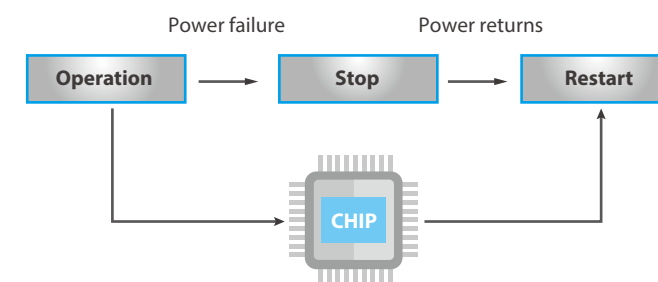 Power failure
Power returns
Operation
Stop
Restart
CHIP